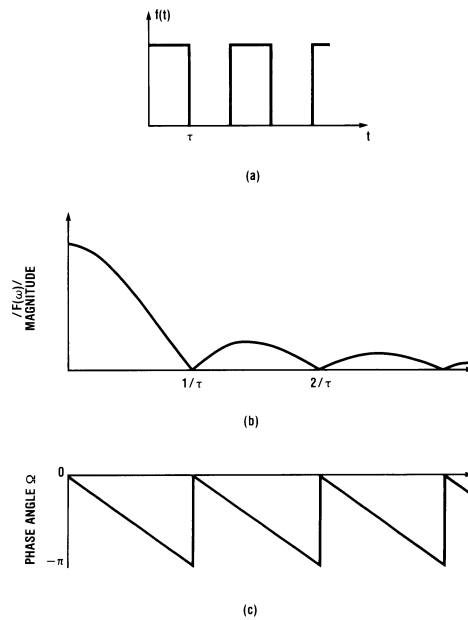 f(t)
τ
t
(a)
/F(ω)/
MAGNITUDE
1/τ
2/τ
(b)
0
PHASE ANGLE Ω
−π
(c)